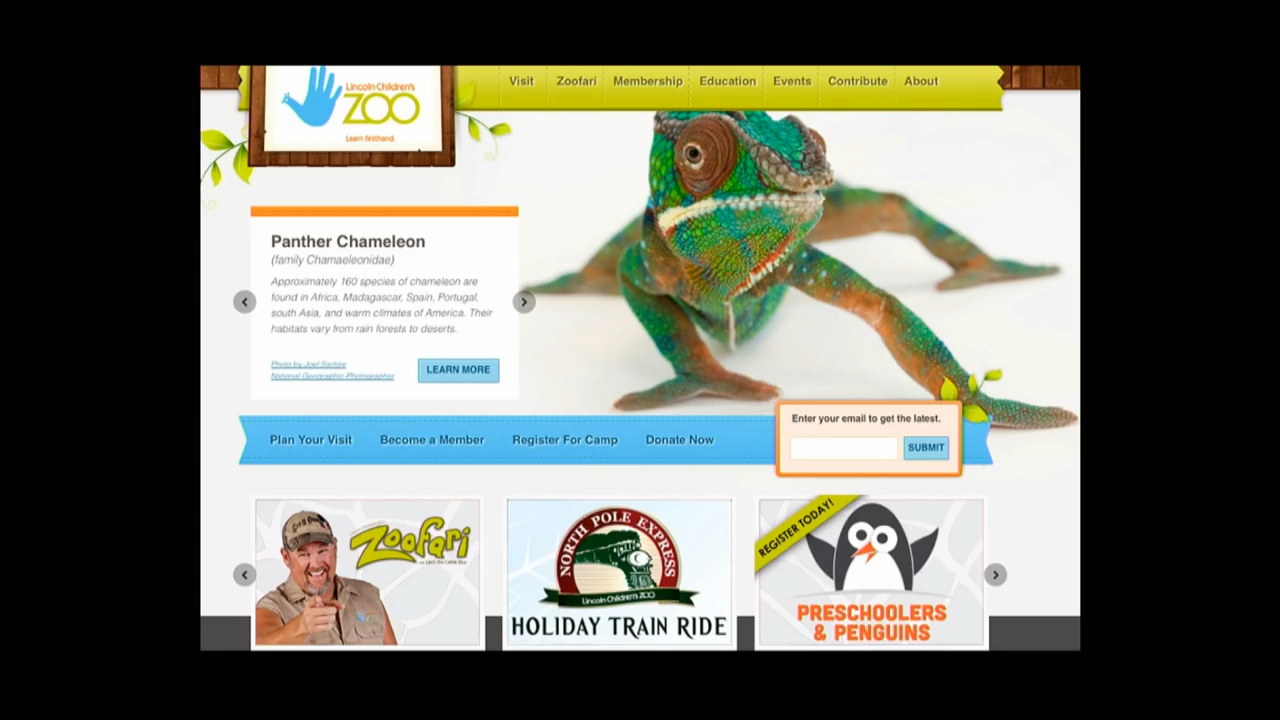 Lincoln Children's
ZOO
Learn firsthand.
Visit
Zoofari
Membership
Education
Events
Contribute
About
Panther Chameleon
(family Chamaeleonidae)
Approximately 160 species of chameleon are
found in Africa, Madagascar, Spain, Portugal,
south Asia, and warm climates of America. Their
habitats vary from rain forests to deserts.
Photo by Joel Sartore
National Geographic Photographer
LEARN MORE
Plan Your Visit
Become a Member
Register For Camp
Donate Now
Enter your email to get the latest.
SUBMIT
Zoofari
NORTH POLE EXPRESS
Lincoln Children's ZOO
HOLIDAY TRAIN RIDE
REGISTER TODAY!
PRESCHOOLERS
& PENGUINS